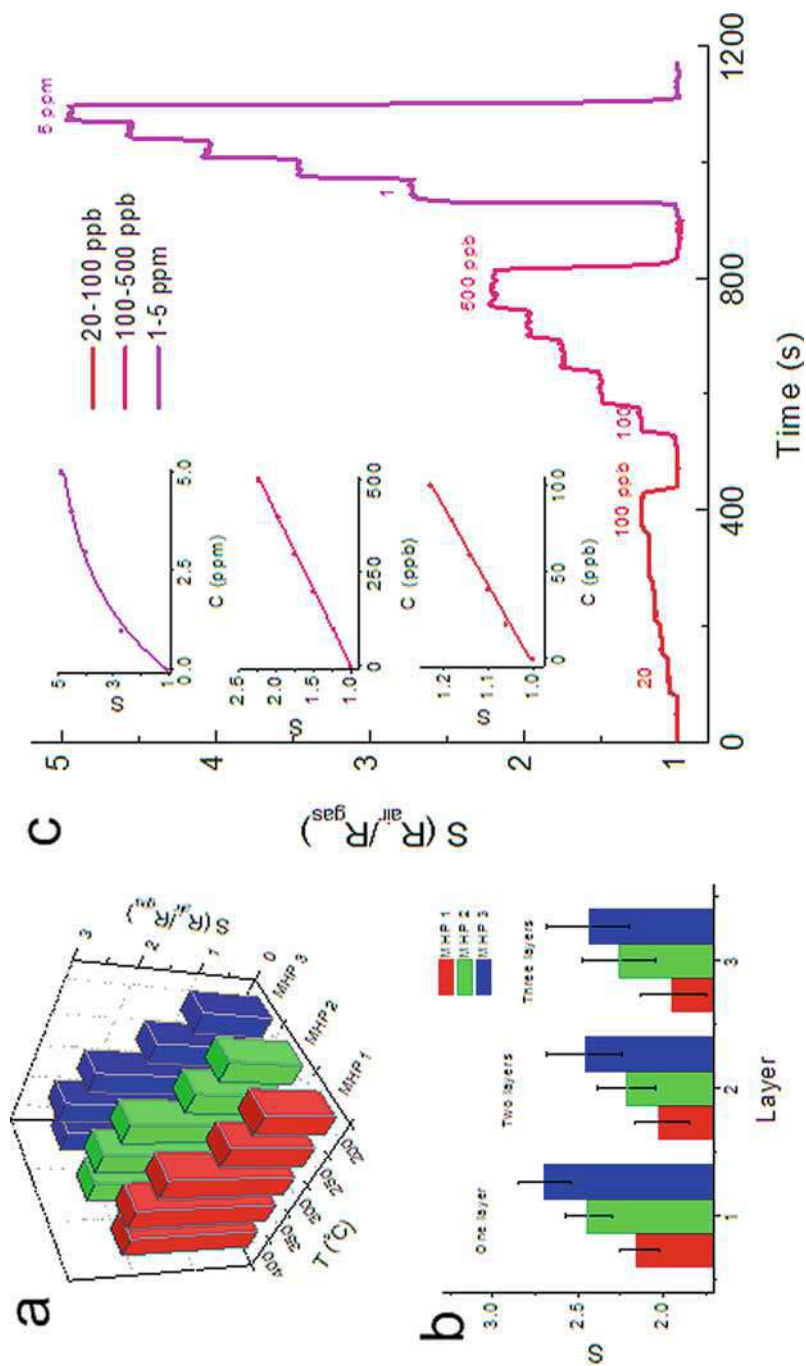 a
S (Rair/Rgas)
3
2
1
0
MHP 3
MHP 2
MHP 1
T (°C)
400
350
300
250
200
b
S
3.0
2.5
2.0
One layer
Two layers
Three layers
MHP 1
MHP 2
MHP 3
1
2
3
Layer
c
S (Rair/Rgas)
5
4
3
2
1
0
400
800
1200
Time (s)
20-100 ppb
100-500 ppb
1-5 ppm
20
100 ppb
100
500 ppb
1
5 ppm
S
5
3
1
0.0
2.5
5.0
C (ppm)
S
2.5
2.0
1.5
1.0
0
250
500
C (ppb)
S
1.2
1.1
1.0
0
50
100
C (ppb)